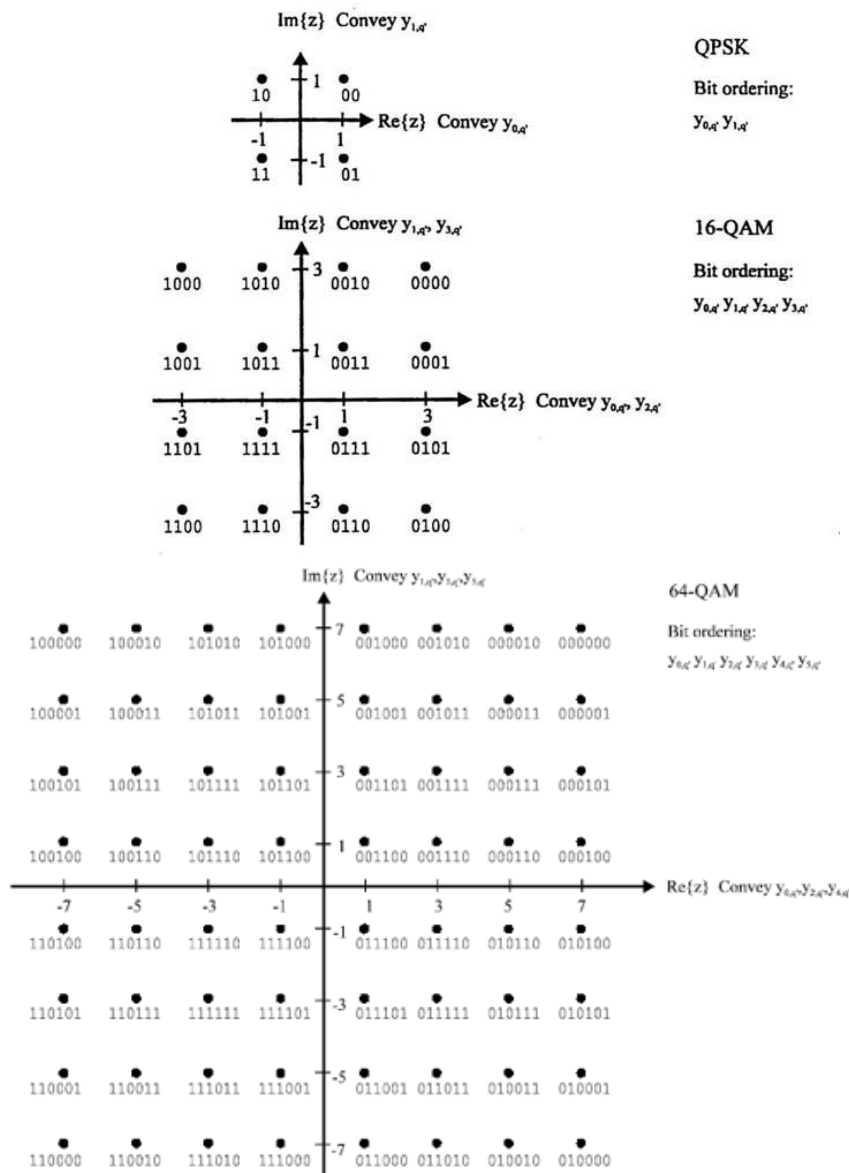 Im{z} Convey y1,q'
QPSK
Bit ordering:
y0,q' y1,q'
1
10 00
Re{z} Convey y0,q'
-1 1
-1
11 01
Im{z} Convey y1,q', y3,q'
16-QAM
Bit ordering:
y0,q' y1,q' y2,q' y3,q'
3
1000 1010 0010 0000
1
1001 1011 0011 0001
Re{z} Convey y0,q', y2,q'
-3 -1 1 3
-1
1101 1111 0111 0101
-3
1100 1110 0110 0100
Im{z} Convey y1,q',y3,q',y5,q'
64-QAM
Bit ordering:
y0,q' y1,q' y2,q' y3,q' y4,q' y5,q'
7
100000 100010 101010 101000 001000 001010 000010 000000
5
100001 100011 101011 101001 001001 001011 000011 000001
3
100101 100111 101111 101101 001101 001111 000111 000101
1
100100 100110 101110 101100 001100 001110 000110 000100
Re{z} Convey y0,q',y2,q',y4,q'
-7 -5 -3 -1 1 3 5 7
-1
110100 110110 111110 111100 011100 011110 010110 010100
-3
110101 110111 111111 111101 011101 011111 010111 010101
-5
110001 110011 111011 111001 011001 011011 010011 010001
-7
110000 110010 111010 111000 011000 011010 010010 010000